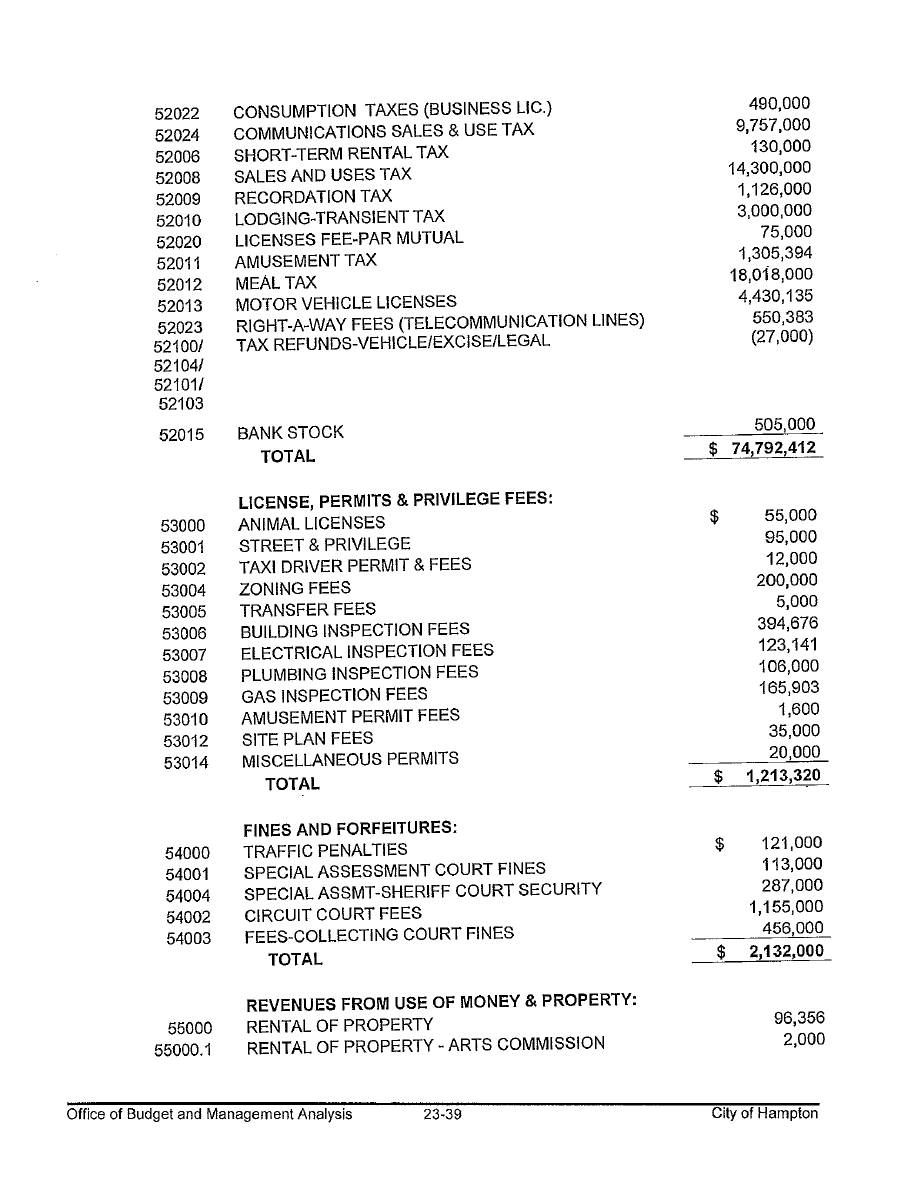 52022 CONSUMPTION TAXES (BUSINESS LIC.) 490,000
52024 COMMUNICATIONS SALES & USE TAX 9,757,000
52006 SHORT-TERM RENTAL TAX 130,000
52008 SALES AND USES TAX 14,300,000
52009 RECORDATION TAX 1,126,000
52010 LODGING-TRANSIENT TAX 3,000,000
52020 LICENSES FEE-PAR MUTUAL 75,000
52011 AMUSEMENT TAX 1,305,394
52012 MEAL TAX 18,018,000
52013 MOTOR VEHICLE LICENSES 4,430,135
52023 RIGHT-A-WAY FEES (TELECOMMUNICATION LINES) 550,383
52100/ TAX REFUNDS-VEHICLE/EXCISE/LEGAL (27,000)
52104/
52101/
52103
52015 BANK STOCK 505,000
TOTAL $ 74,792,412
LICENSE, PERMITS & PRIVILEGE FEES:
53000 ANIMAL LICENSES $ 55,000
53001 STREET & PRIVILEGE 95,000
53002 TAXI DRIVER PERMIT & FEES 12,000
53004 ZONING FEES 200,000
53005 TRANSFER FEES 5,000
53006 BUILDING INSPECTION FEES 394,676
53007 ELECTRICAL INSPECTION FEES 123,141
53008 PLUMBING INSPECTION FEES 106,000
53009 GAS INSPECTION FEES 165,903
53010 AMUSEMENT PERMIT FEES 1,600
53012 SITE PLAN FEES 35,000
53014 MISCELLANEOUS PERMITS 20,000
TOTAL $ 1,213,320
FINES AND FORFEITURES:
54000 TRAFFIC PENALTIES $ 121,000
54001 SPECIAL ASSESSMENT COURT FINES 113,000
54004 SPECIAL ASSMT-SHERIFF COURT SECURITY 287,000
54002 CIRCUIT COURT FEES 1,155,000
54003 FEES-COLLECTING COURT FINES 456,000
TOTAL $ 2,132,000
REVENUES FROM USE OF MONEY & PROPERTY:
55000 RENTAL OF PROPERTY 96,356
55000.1 RENTAL OF PROPERTY - ARTS COMMISSION 2,000
Office of Budget and Management Analysis 23-39 City of Hampton